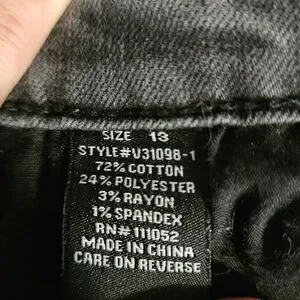 SIZE 13
STYLE#V31098-1
72% COTTON
24% POLYESTER
3% RAYON
1% SPANDEX
RN# 111052
MADE IN CHINA
CARE ON REVERSE